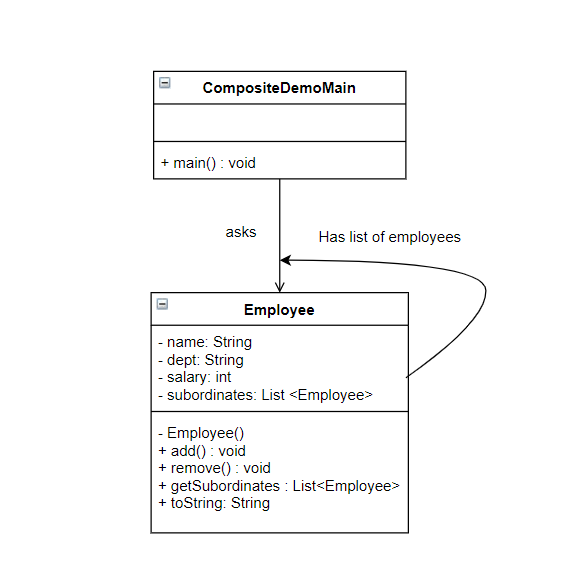 CompositeDemoMain
+ main() : void
asks
Has list of employees
Employee
- name: String
- dept: String
- salary: int
- subordinates: List <Employee>
- Employee()
+ add() : void
+ remove() : void
+ getSubordinates : List<Employee>
+ toString: String